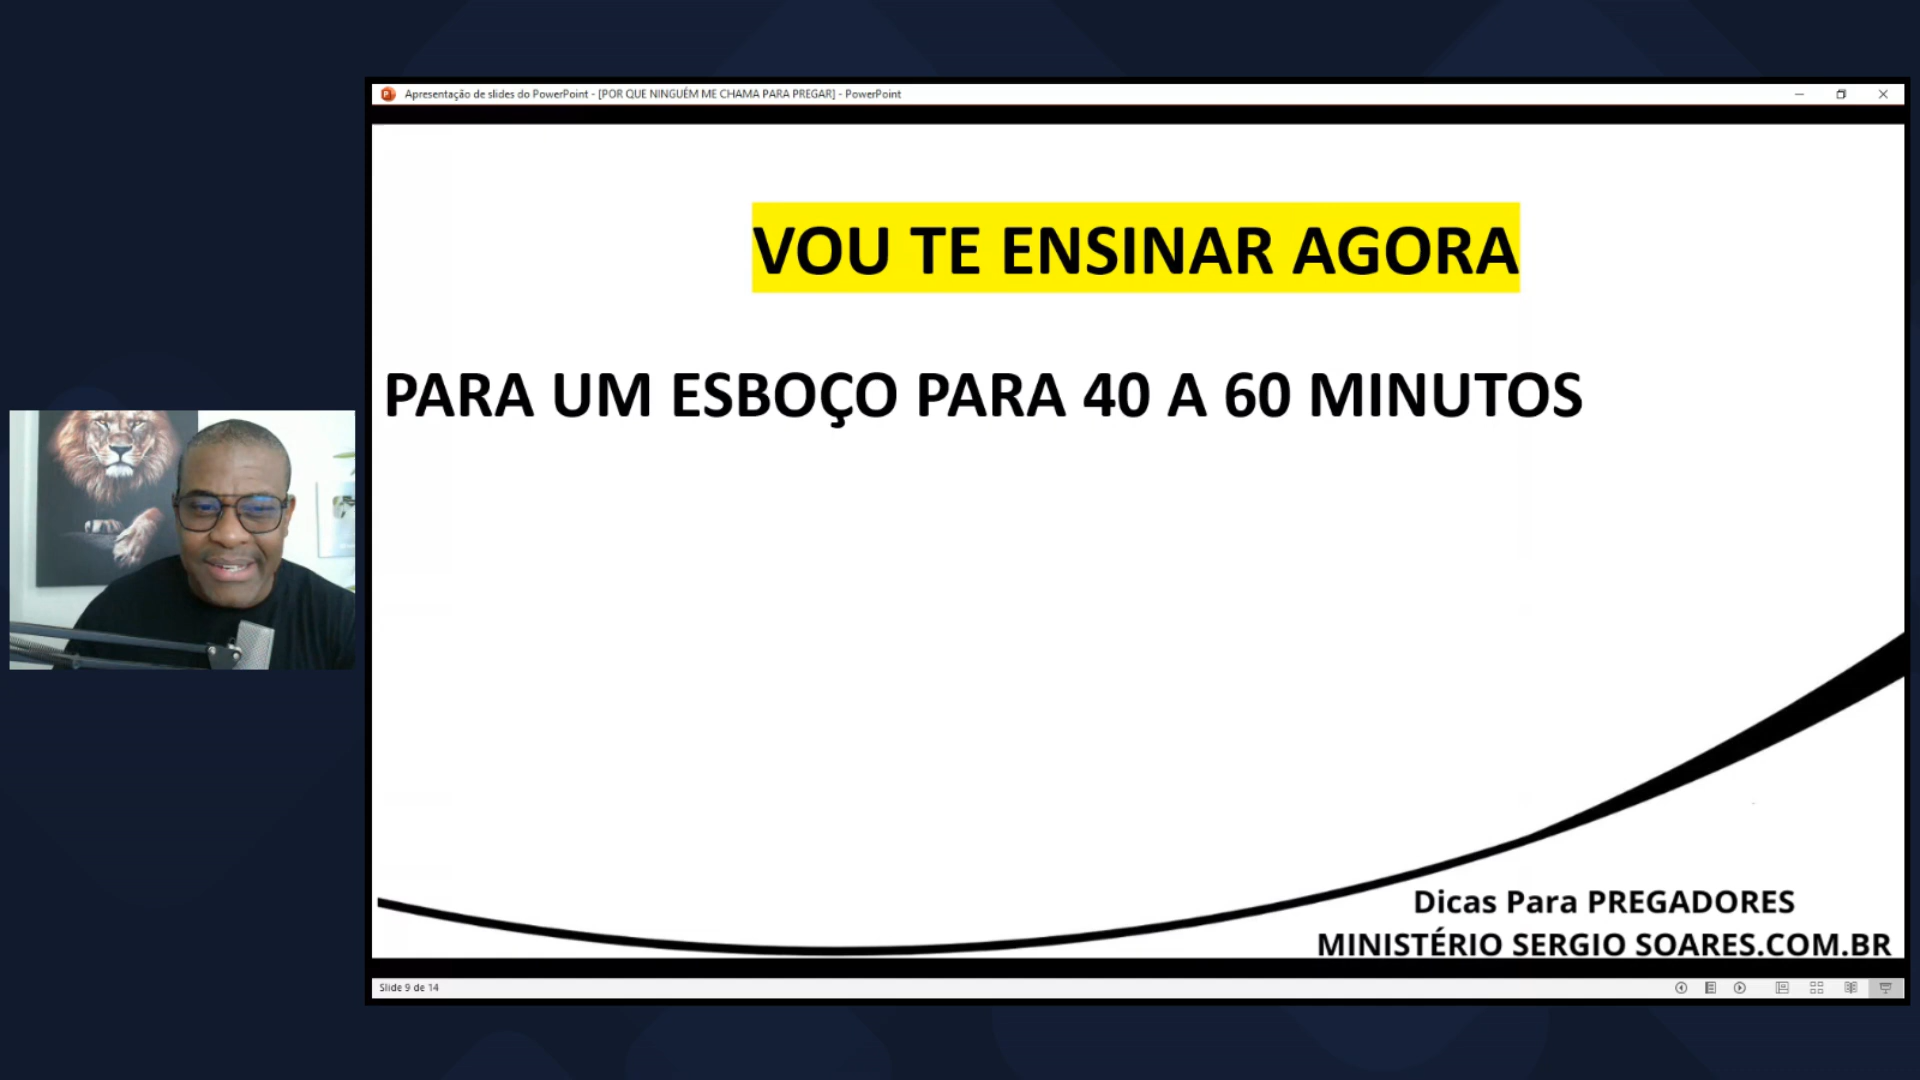 Apresentação de slides do PowerPoint - [POR QUE NINGUÉM ME CHAMA PARA PREGAR] - PowerPoint
VOU TE ENSINAR AGORA
PARA UM ESBOÇO PARA 40 A 60 MINUTOS
Dicas Para PREGADORES
MINISTÉRIO SERGIO SOARES.COM.BR
Slide 9 de 14